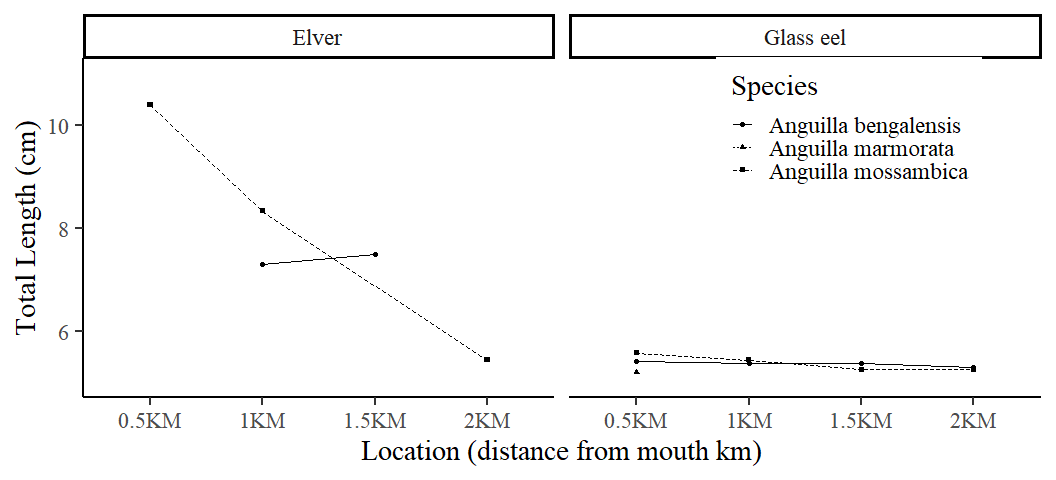 Elver
Glass eel
Species
Anguilla bengalensis
Anguilla marmorata
Anguilla mossambica
Total Length (cm)
10
8
6
0.5KM 1KM 1.5KM 2KM
0.5KM 1KM 1.5KM 2KM
Location (distance from mouth km)